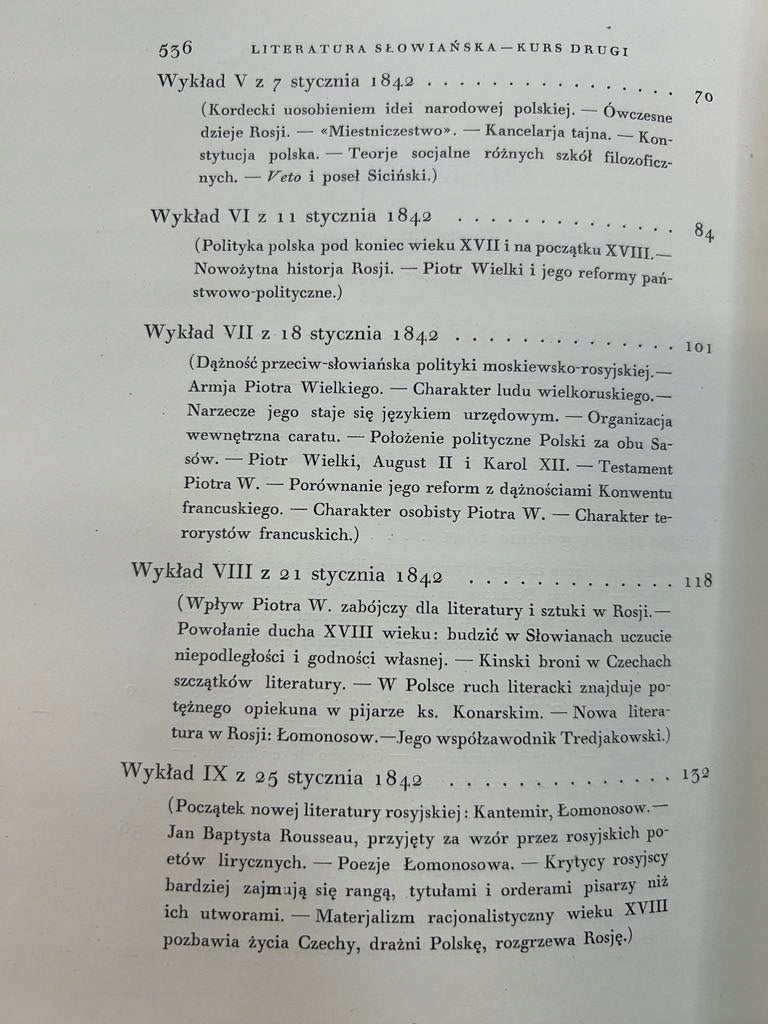 536 LITERATURA SŁOWIAŃSKA — KURS DRUGI
Wykład V z 7 stycznia 1842 . . . . . . . . . . . . . . . . 70
(Kordecki uosobieniem idei narodowej polskiej. — Ówczesne
dzieje Rosji. — «Miestniczestwo». — Kancelarja tajna. — Kon-
stytucja polska. — Teorje socjalne różnych szkół filozoficz-
nych. — Veto i poseł Siciński.)
Wykład VI z 11 stycznia 1842 . . . . . . . . . . . . . . 84
(Polityka polska pod koniec wieku XVII i na początku XVIII. —
Nowożytna historja Rosji. — Piotr Wielki i jego reformy pań-
stwowo-polityczne.)
Wykład VII z 18 stycznia 1842 . . . . . . . . . . . . . . 101
(Dążność przeciw-słowiańska polityki moskiewsko-rosyjskiej. —
Armja Piotra Wielkiego. — Charakter ludu wielkoruskiego. —
Narzecze jego staje się językiem urzędowym. — Organizacja
wewnętrzna caratu. — Położenie polityczne Polski za obu Sa-
sów. — Piotr Wielki, August II i Karol XII. — Testament
Piotra W. — Porównanie jego reform z dążnościami Konwentu
francuskiego. — Charakter osobisty Piotra W. — Charakter te-
rorystów francuskich.)
Wykład VIII z 21 stycznia 1842 . . . . . . . . . . . . . 118
(Wpływ Piotra W. zabójczy dla literatury i sztuki w Rosji. —
Powołanie ducha XVIII wieku: budzić w Słowianach uczucie
niepodległości i godności własnej. — Kinski broni w Czechach
szczątków literatury. — W Polsce ruch literacki znajduje po-
tężnego opiekuna w pijarze ks. Konarskim. — Nowa litera-
tura w Rosji: Łomonosow. — Jego współzawodnik Tredjakowski.)
Wykład IX z 25 stycznia 1842 . . . . . . . . . . . . . . 132
(Początek nowej literatury rosyjskiej: Kantemir, Łomonosow. —
Jan Baptysta Rousseau, przyjęty za wzór przez rosyjskich po-
etów lirycznych. — Poezje Łomonosowa. — Krytycy rosyjscy
bardziej zajmują się rangą, tytułami i orderami pisarzy niż
ich utworami. — Materjalizm racjonalistyczny wieku XVIII
pozbawia życia Czechy, drażni Polskę, rozgrzewa Rosję.)